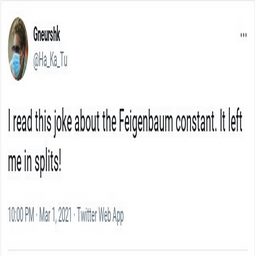 Gneurshk
@Ha_Ka_Tu
I read this joke about the Feigenbaum constant. It left
me in splits!
10:00 PM · Mar 1, 2021 · Twitter Web App